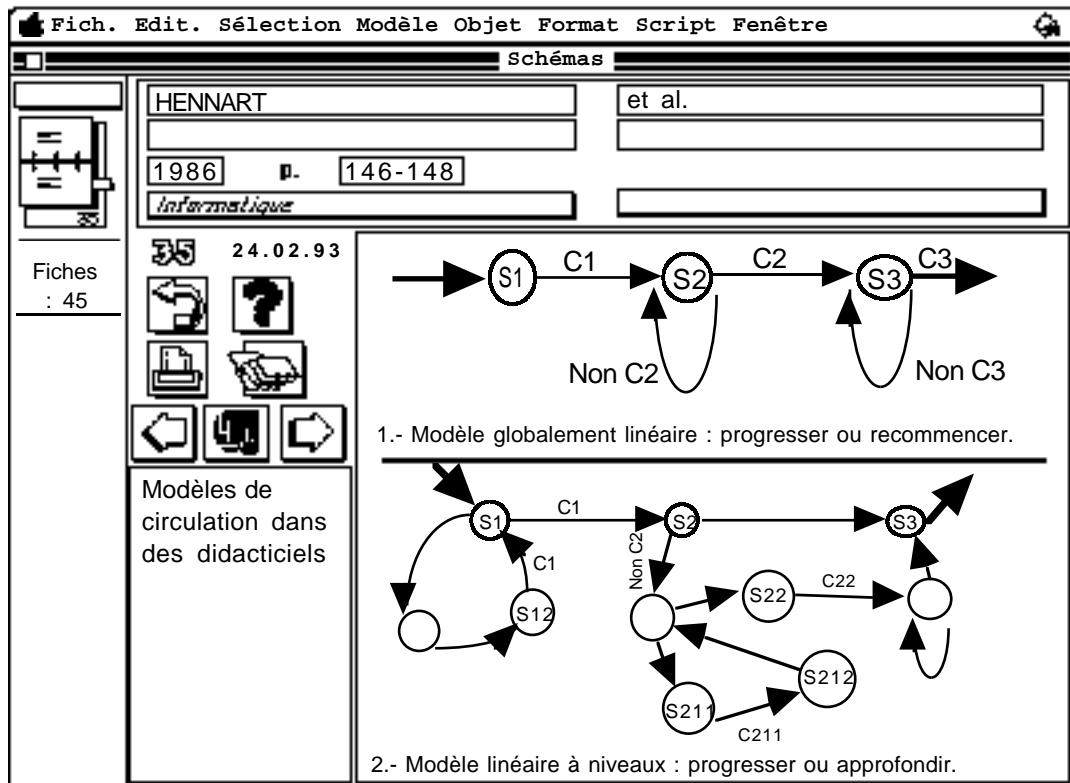 Fich. Edit. Sélection Modèle Objet Format Script Fenêtre
Schémas
HENNART et al.
1986 p. 146-148
Informatique
35
35 24.02.93
Fiches
: 45
Modèles de
circulation dans
des didacticiels
S1 C1 S2 C2 S3 C3
Non C2 Non C3
1.- Modèle globalement linéaire : progresser ou recommencer.
S1 C1 S2 S3
C1 Non C2
S12 S22 C22
S212
S211
C211
2.- Modèle linéaire à niveaux : progresser ou approfondir.